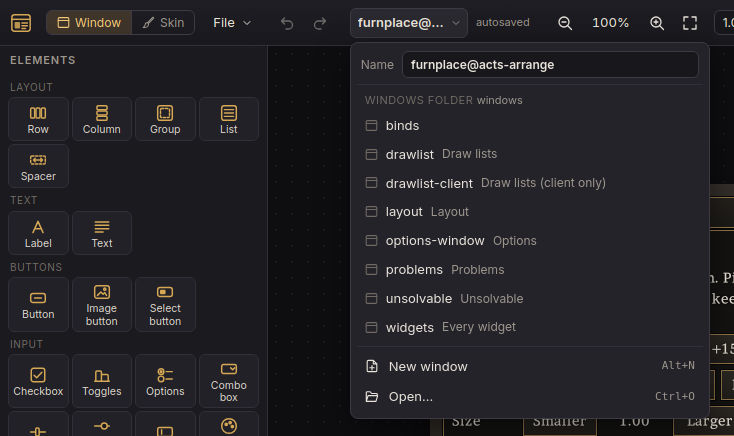 Window Skin File furnplace@... autosaved 100% 1.0
ELEMENTS
LAYOUT
Row Column Group List
Spacer
TEXT
Label Text
BUTTONS
Button Image button Select button
INPUT
Checkbox Toggles Options Combo box
Name furnplace@acts-arrange
WINDOWS FOLDER windows
binds
drawlist Draw lists
drawlist-client Draw lists (client only)
layout Layout
options-window Options
problems Problems
unsolvable Unsolvable
widgets Every widget
New window Alt+N
Open... Ctrl+O
Size Smaller 1.00 Larger